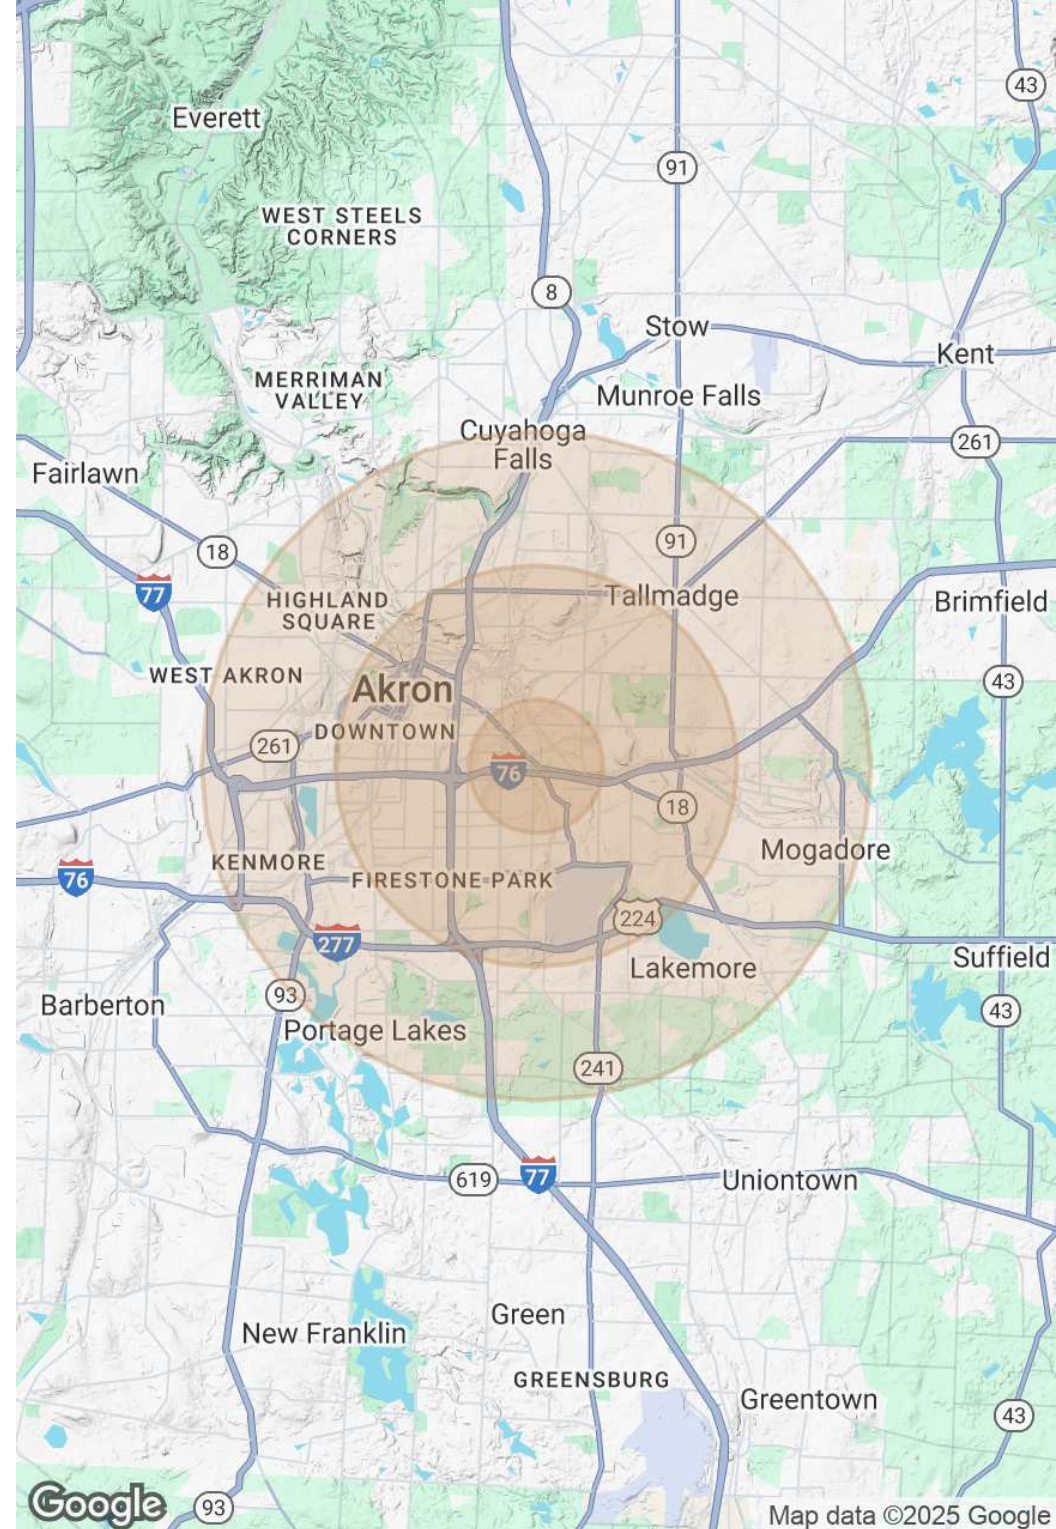 43
Everett
91
WEST STEELS
CORNERS
8
Stow
Kent
MERRIMAN
VALLEY
Munroe Falls
Cuyahoga
Falls
261
Fairlawn
91
18
77
HIGHLAND
SQUARE
Tallmadge
Brimfield
WEST AKRON
43
Akron
DOWNTOWN
261
76
18
Mogadore
KENMORE
76
FIRESTONE PARK
224
277
Suffield
Lakemore
93
Barberton
43
Portage Lakes
241
619
77
Uniontown
Green
New Franklin
GREENSBURG
Greentown
43
Google
93
Map data ©2025 Google